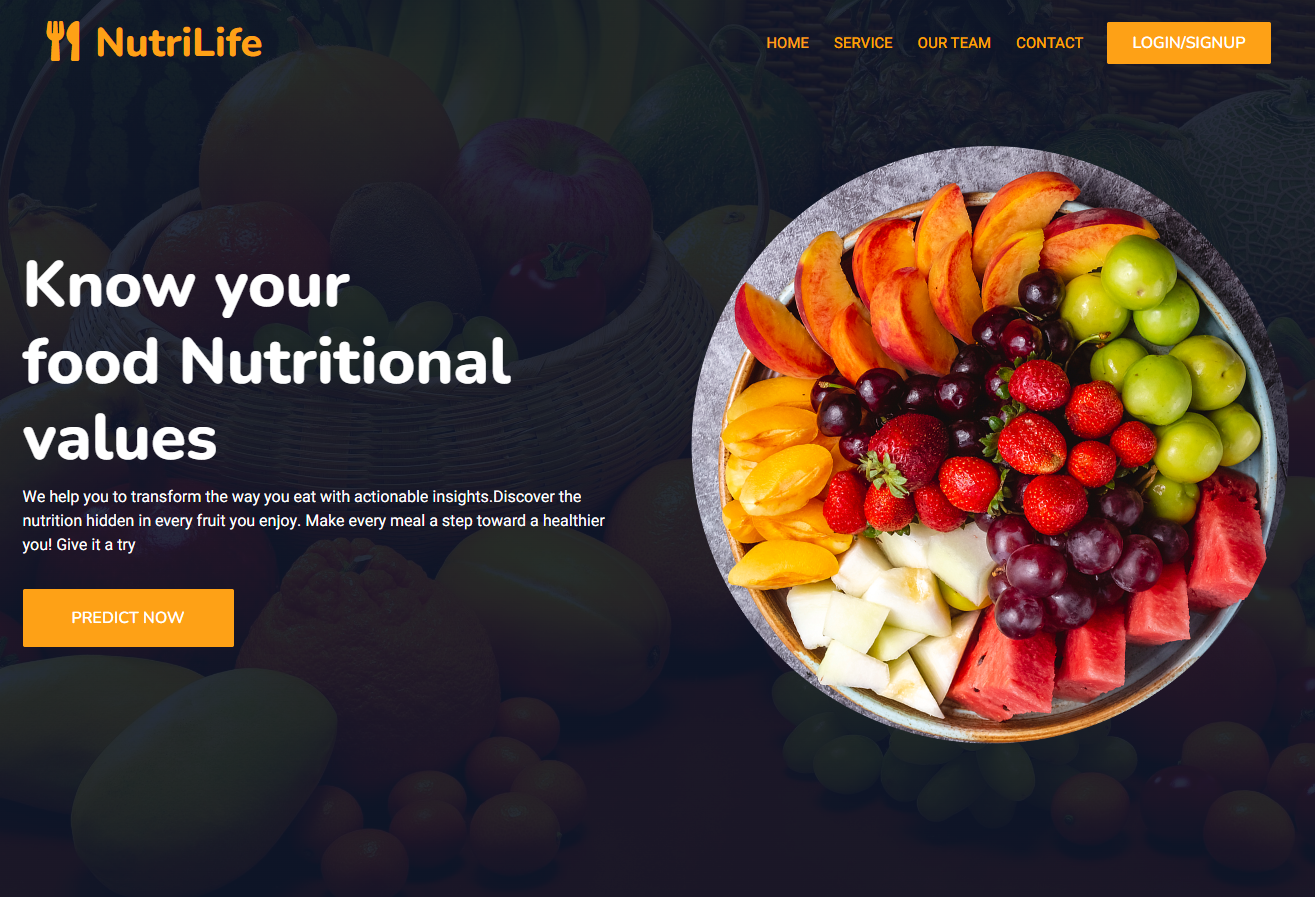 NutriLife
HOME SERVICE OUR TEAM CONTACT LOGIN/SIGNUP
Know your
food Nutritional
values
We help you to transform the way you eat with actionable insights.Discover the
nutrition hidden in every fruit you enjoy. Make every meal a step toward a healthier
you! Give it a try
PREDICT NOW